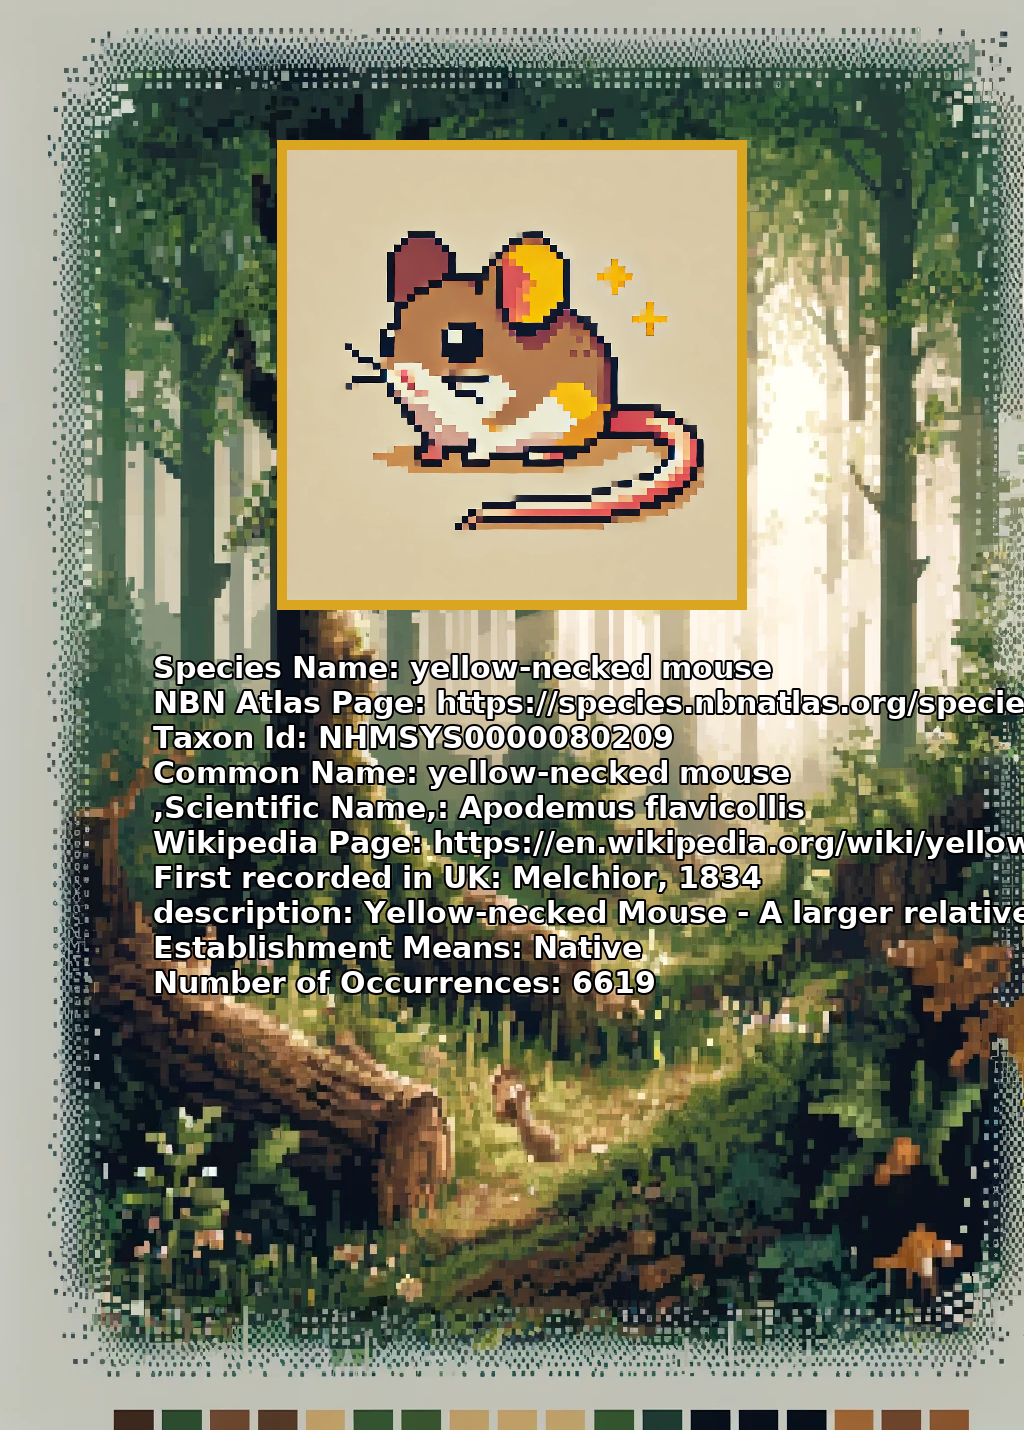 Species Name: yellow-necked mouse
NBN Atlas Page: https://species.nbnatlas.org/specie
Taxon Id: NHMSYS0000080209
Common Name: yellow-necked mouse
,Scientific Name,: Apodemus flavicollis
Wikipedia Page: https://en.wikipedia.org/wiki/yellow
First recorded in UK: Melchior, 1834
description: Yellow-necked Mouse - A larger relative
Establishment Means: Native
Number of Occurrences: 6619